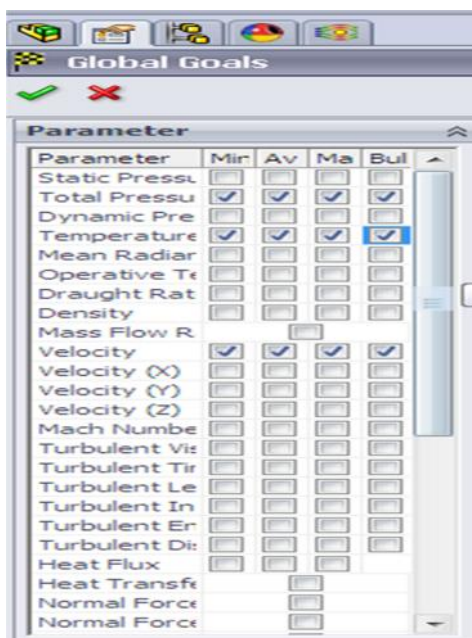 Global Goals
Parameter
Parameter Mir Av Ma Bul
Static Pressu
Total Pressu
Dynamic Pre
Temperature
Mean Radiar
Operative Te
Draught Rat
Density
Mass Flow R
Velocity
Velocity (X)
Velocity (Y)
Velocity (Z)
Mach Numbe
Turbulent Vis
Turbulent Tir
Turbulent Le
Turbulent In
Turbulent Er
Turbulent Di:
Heat Flux
Heat Transfe
Normal Force
Normal Force